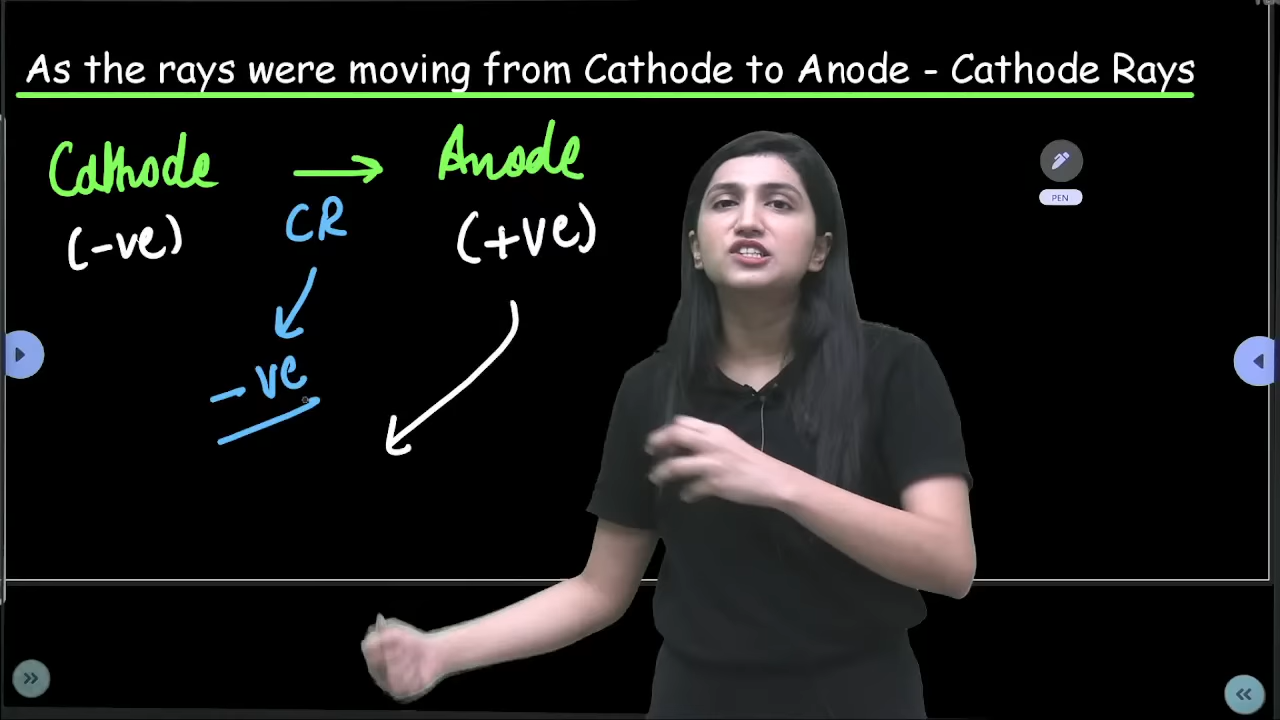 As the rays were moving from Cathode to Anode - Cathode Rays
Cathode → Anode
(-ve) CR (+ve)
-ve
PEN